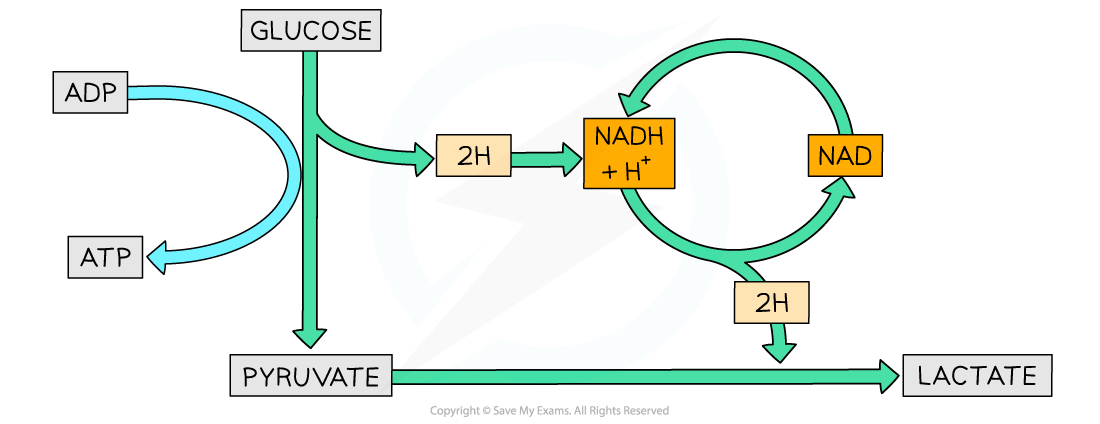 GLUCOSE
ADP
2H
NADH
+ H⁺
NAD
ATP
2H
PYRUVATE
LACTATE
Copyright © Save My Exams. All Rights Reserved